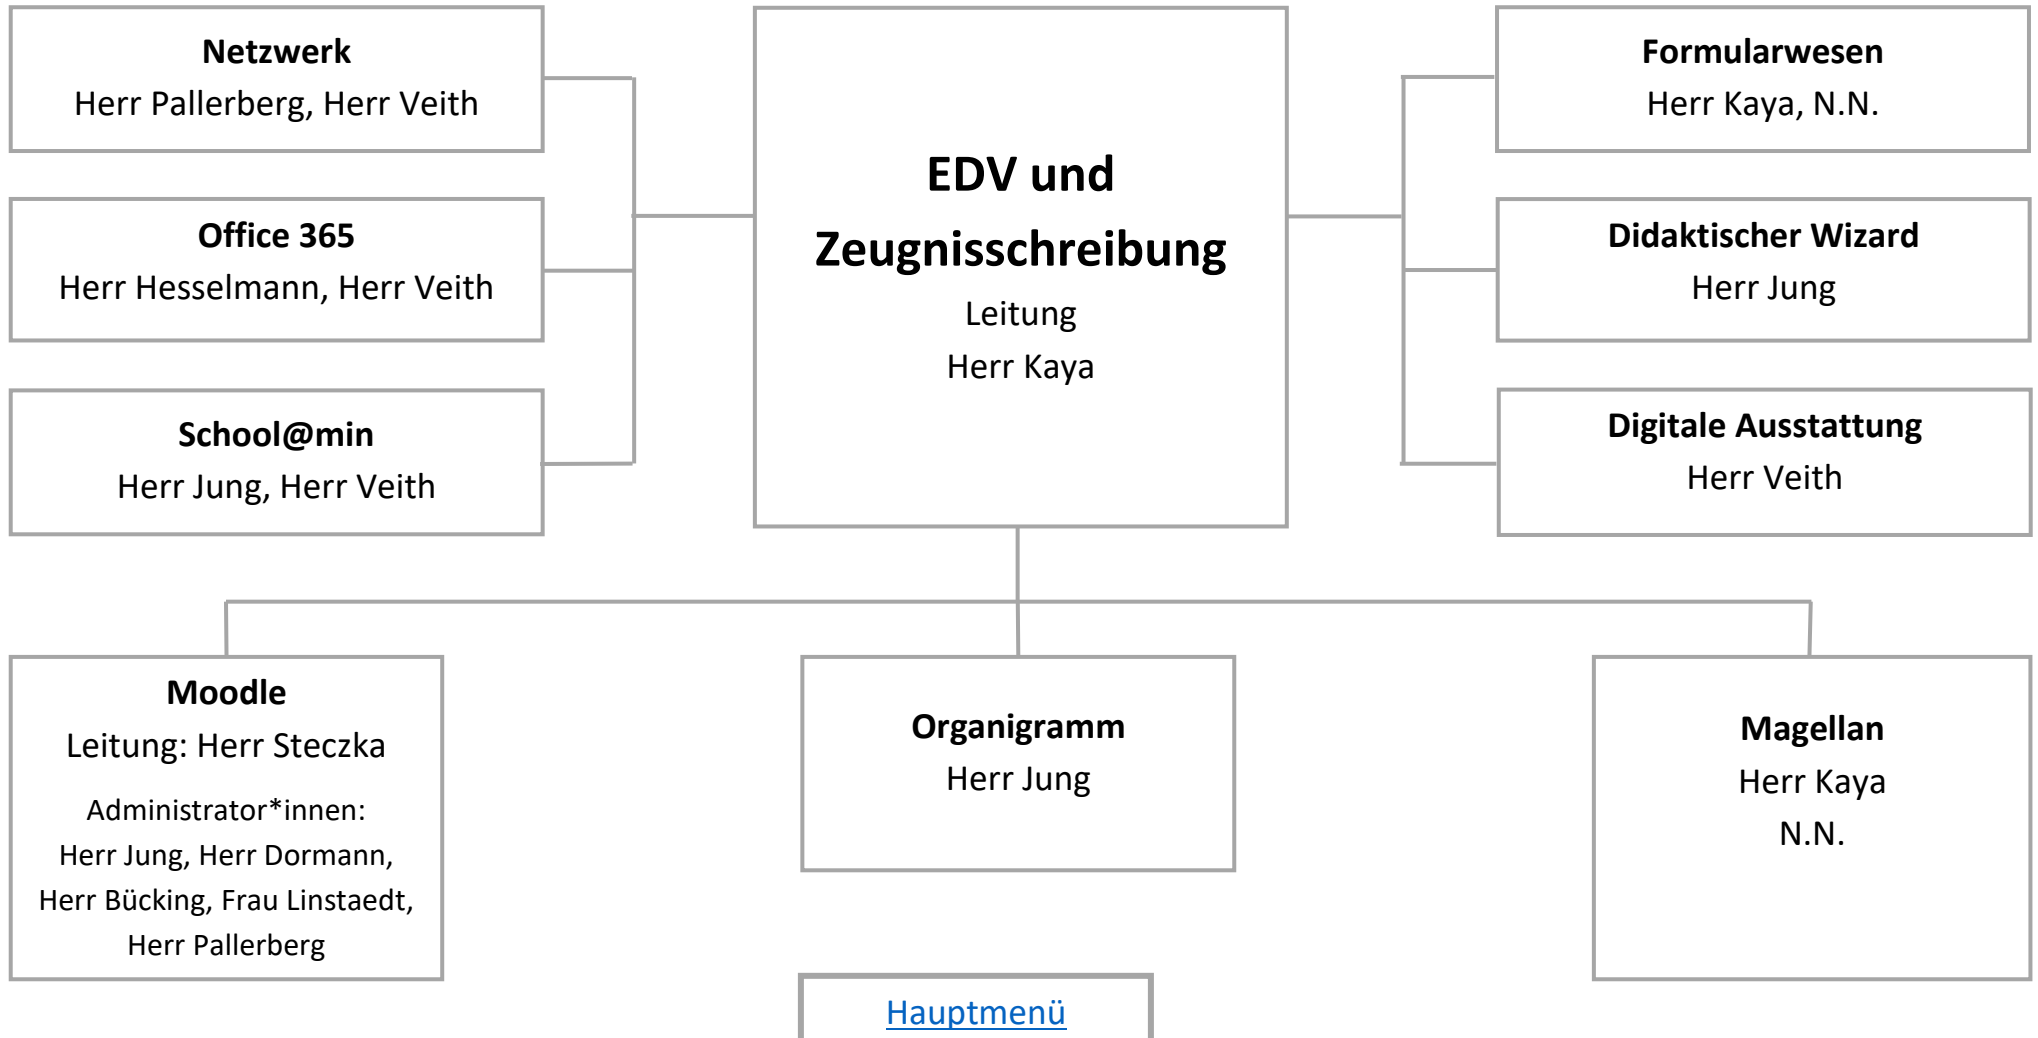 Netzwerk
Herr Pallerberg, Herr Veith
Office 365
Herr Hesselmann, Herr Veith
School@min
Herr Jung, Herr Veith
EDV und
Zeugnisschreibung
Leitung
Herr Kaya
Formularwesen
Herr Kaya, N.N.
Didaktischer Wizard
Herr Jung
Digitale Ausstattung
Herr Veith
Moodle
Leitung: Herr Steczka
Administrator*innen:
Herr Jung, Herr Dormann,
Herr Bücking, Frau Linstaedt,
Herr Pallerberg
Organigramm
Herr Jung
Magellan
Herr Kaya
N.N.
Hauptmenü